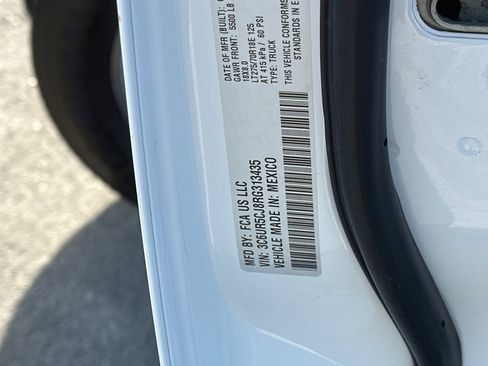 MFD BY: FCA US LLC
VIN: 3C6UR5CJ8RG313435
VEHICLE MADE IN: MEXICO
DATE OF MFR (BUILT):
GAWR FRONT: 5500 LB
18X8.0
LT275/70R18E 125
AT 415 kPa / 60 PSI
TYPE: TRUCK
THIS VEHICLE CONFORMS
STANDARDS IN E